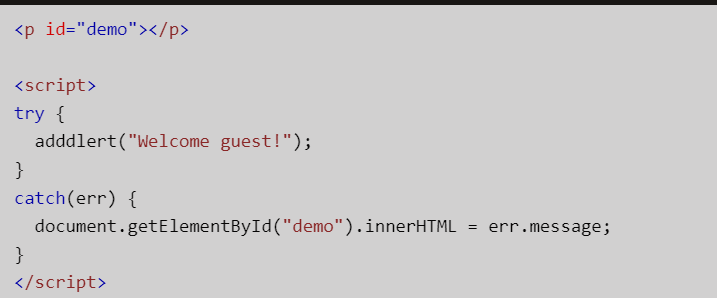 <p id="demo"></p>
<script>
try {
  adddlert("Welcome guest!");
}
catch(err) {
  document.getElementById("demo").innerHTML = err.message;
}
</script>